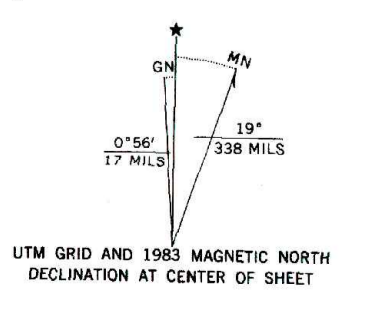 ★
GN
MN
0°56'
17 MILS
19°
338 MILS
UTM GRID AND 1983 MAGNETIC NORTH
DECLINATION AT CENTER OF SHEET